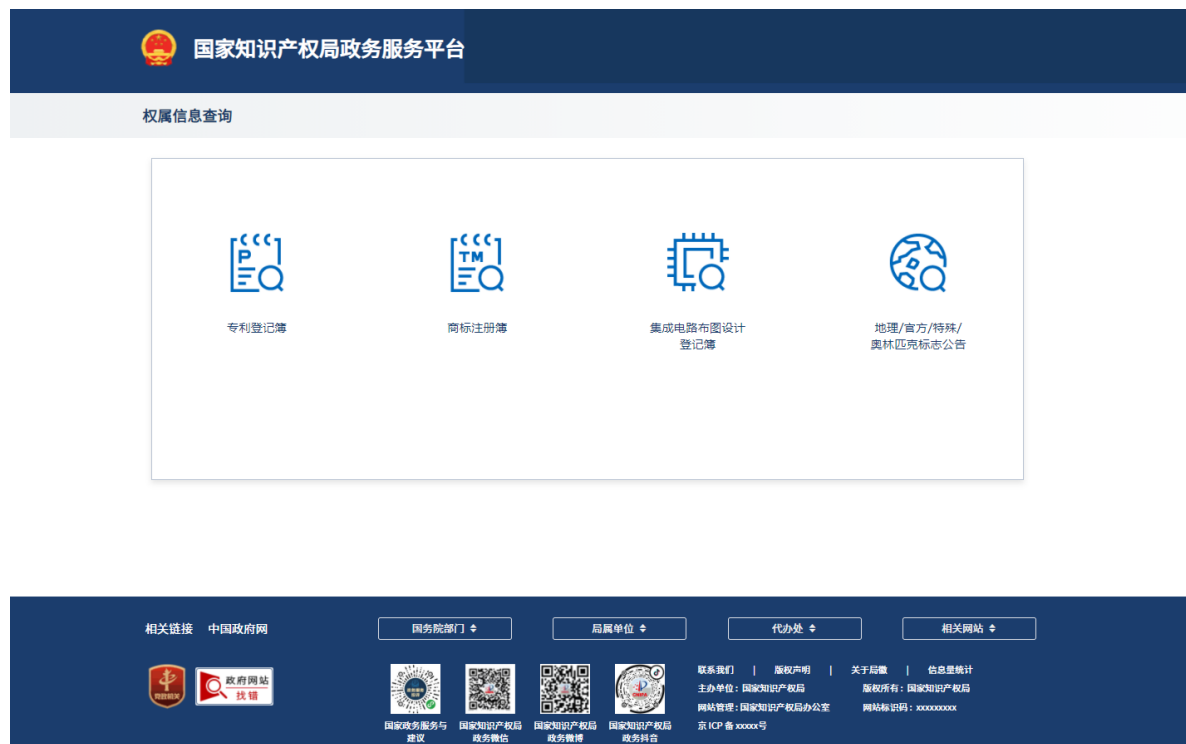 国家知识产权局政务服务平台
权属信息查询
P
TM
专利登记簿
商标注册簿
集成电路布图设计
登记簿
地理/官方/特殊/
奥林匹克标志公告
相关链接 中国政府网
国务院部门
局属单位
代办处
相关网站
党政机关
政府网站
找错
联系我们 | 版权声明 | 关于局徽 | 信息量统计
主办单位：国家知识产权局 版权所有：国家知识产权局
网站管理：国家知识产权局办公室 网站标识码：xxxxxxxxx
京 ICP 备 xxxxx号
国家政务服务与
建议
国家知识产权局
政务微信
国家知识产权局
政务微博
国家知识产权局
政务抖音